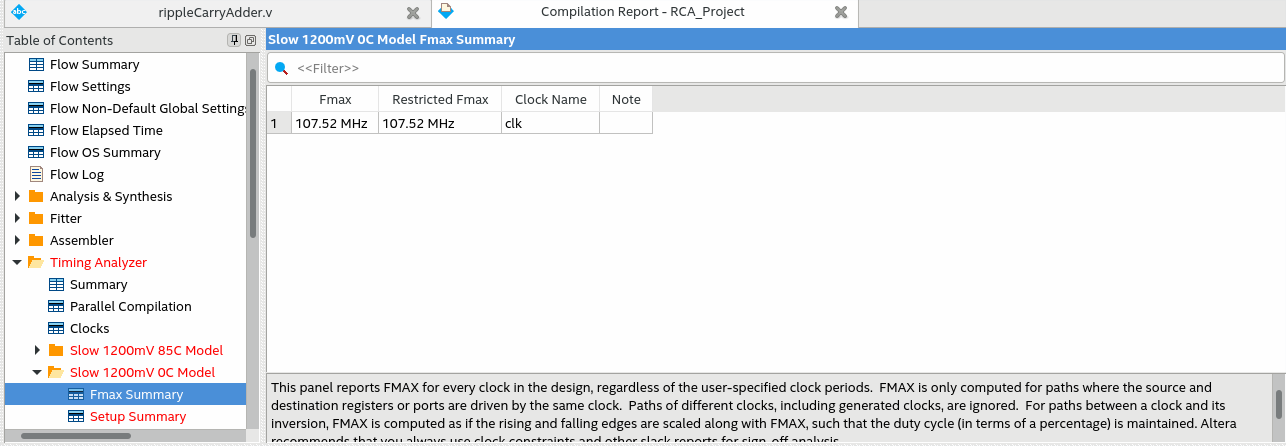 abc
rippleCarryAdder.v
Compilation Report - RCA_Project
Table of Contents
Flow Summary
Flow Settings
Flow Non-Default Global Settings
Flow Elapsed Time
Flow OS Summary
Flow Log
Analysis & Synthesis
Fitter
Assembler
Timing Analyzer
Summary
Parallel Compilation
Clocks
Slow 1200mV 85C Model
Slow 1200mV 0C Model
Fmax Summary
Setup Summary
Slow 1200mV 0C Model Fmax Summary
<<Filter>>
Fmax Restricted Fmax Clock Name Note
1 107.52 MHz 107.52 MHz clk
This panel reports FMAX for every clock in the design, regardless of the user-specified clock periods.  FMAX is only computed for paths where the source and
destination registers or ports are driven by the same clock.  Paths of different clocks, including generated clocks, are ignored.  For paths between a clock and its
inversion, FMAX is computed as if the rising and falling edges are scaled along with FMAX, such that the duty cycle (in terms of a percentage) is maintained. Altera
recommends that you always use clock constraints and other slack reports for sign-off analysis.